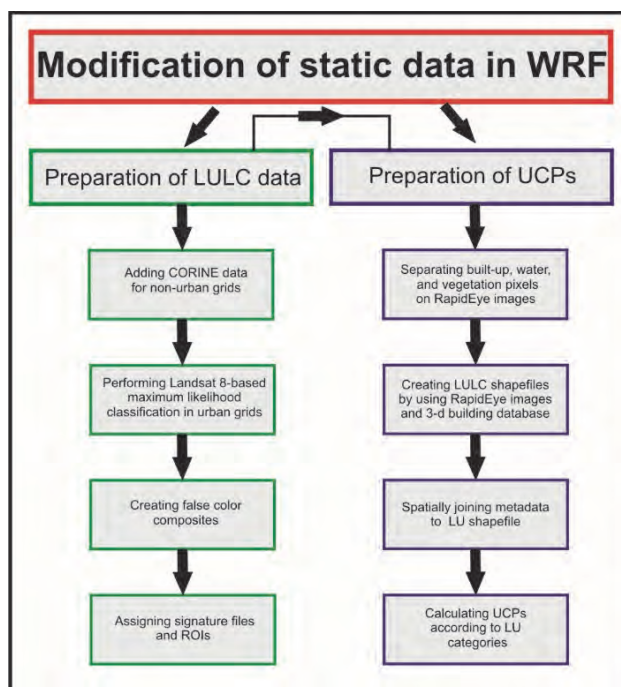 Modification of static data in WRF
Preparation of LULC data
Preparation of UCPs
Adding CORINE data
for non-urban grids
Separating built-up, water,
and vegetation pixels
on RapidEye images
Performing Landsat 8-based
maximum likelihood
classification in urban grids
Creating LULC shapefiles
by using RapidEye images
and 3-d building database
Creating false color
composites
Spatially joining metadata
to LU shapefile
Assigning signature files
and ROIs
Calculating UCPs
according to LU
categories